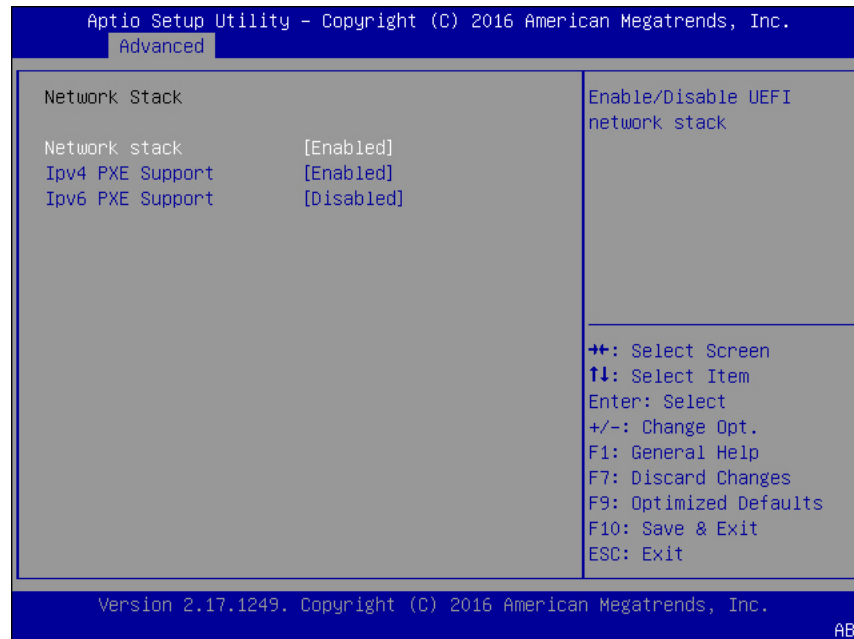 Aptio Setup Utility – Copyright (C) 2016 American Megatrends, Inc.
Advanced
Network Stack
Network stack [Enabled]
Ipv4 PXE Support [Enabled]
Ipv6 PXE Support [Disabled]
Enable/Disable UEFI
network stack
→←: Select Screen
↑↓: Select Item
Enter: Select
+/-: Change Opt.
F1: General Help
F7: Discard Changes
F9: Optimized Defaults
F10: Save & Exit
ESC: Exit
Version 2.17.1249. Copyright (C) 2016 American Megatrends, Inc.
AB